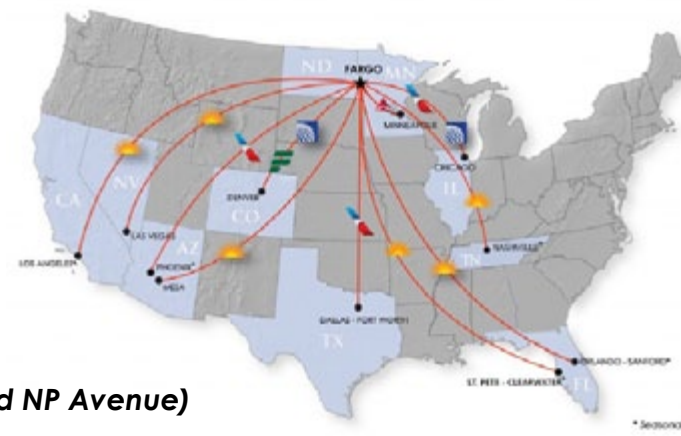 ND
FARGO
MN
MINNEAPOLIS
CHICAGO
IL
CA
NV
DENVER
CO
LAS VEGAS
AZ
LOS ANGELES*
PHOENIX*
MESA
NASHVILLE*
TN
DALLAS - FORT WORTH
TX
ORLANDO - SANFORD*
ST. PETE - CLEARWATER
FL
d NP Avenue)
* Seasonal